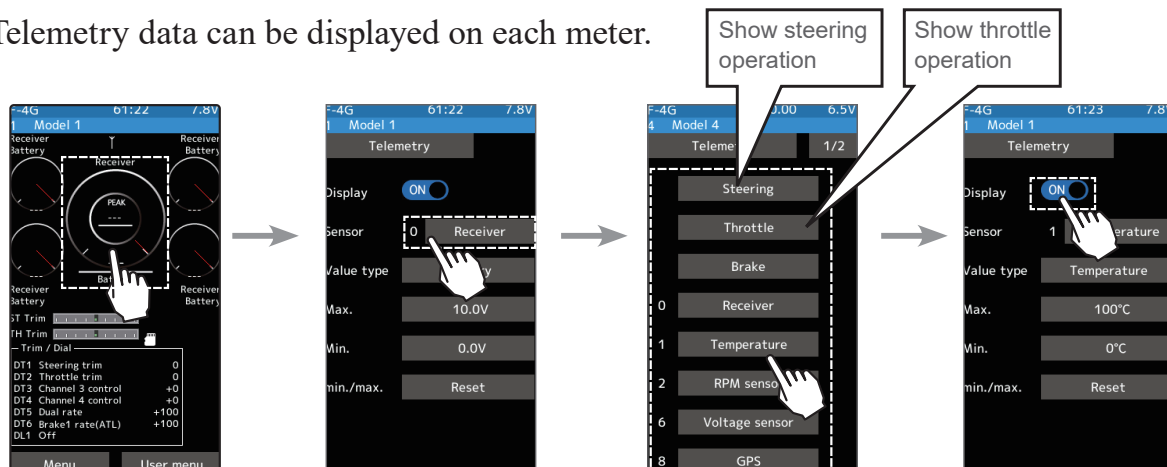 Telemetry data can be displayed on each meter.
Show steering
operation
Show throttle
operation
F-4G 61:22 7.8V
1 Model 1
Receiver
Battery
Receiver
Battery
Receiver
PEAK
---
Receiver
Battery
Receiver
Battery
ST Trim
TH Trim
Trim / Dial
DT1 Steering trim 0
DT2 Throttle trim 0
DT3 Channel 3 control +0
DT4 Channel 4 control +0
DT5 Dual rate +100
DT6 Brake1 rate(ATL) +100
DL1 Off
Menu User menu
F-4G 61:22 7.8V
1 Model 1
Telemetry
Display ON
Sensor 0 Receiver
Value type
Max. 10.0V
Min. 0.0V
min./max. Reset
F-4G 0.00 6.5V
4 Model 4
1/2
Steering
Throttle
Brake
0 Receiver
1 Temperature
2 RPM sensor
6 Voltage sensor
8 GPS
F-4G 61:23 7.8V
1 Model 1
Telemetry
Display ON
Sensor 1
Value type Temperature
Max. 100°C
Min. 0°C
min./max. Reset